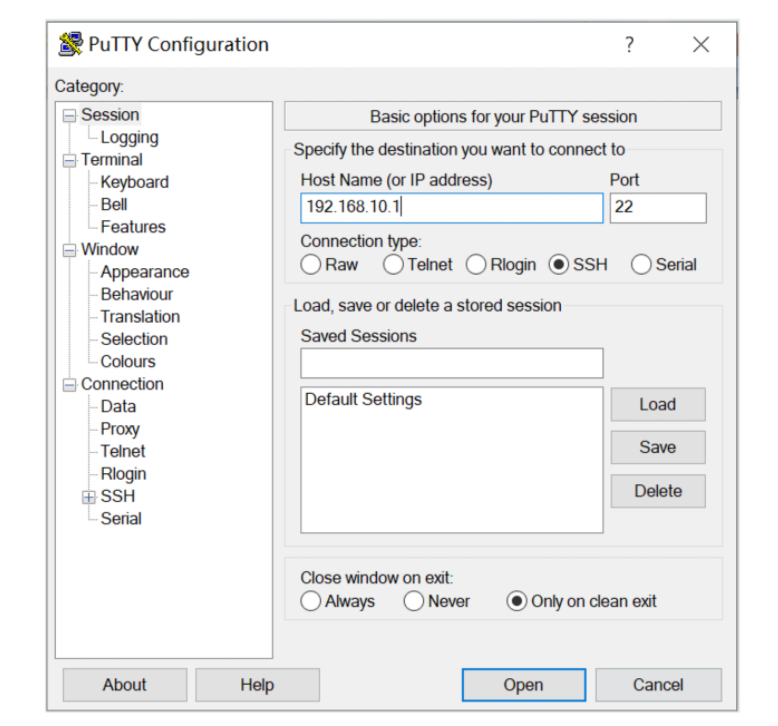 PuTTY Configuration
?
Category:
Session
Logging
Terminal
Keyboard
Bell
Features
Window
Appearance
Behaviour
Translation
Selection
Colours
Connection
Data
Proxy
Telnet
Rlogin
SSH
Serial
Basic options for your PuTTY session
Specify the destination you want to connect to
Host Name (or IP address) Port
192.168.10.1 22
Connection type:
Raw Telnet Rlogin SSH Serial
Load, save or delete a stored session
Saved Sessions
Default Settings
Load
Save
Delete
Close window on exit:
Always Never Only on clean exit
About Help Open Cancel